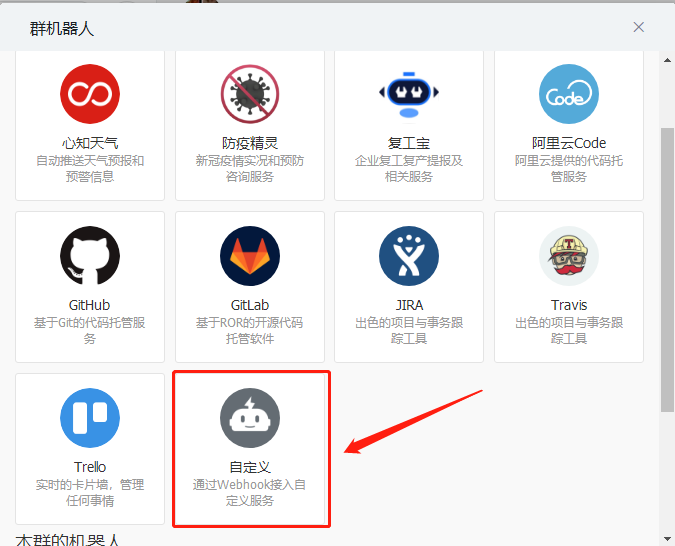 群机器人
心知天气
自动推送天气预报和
预警信息
防疫精灵
新冠疫情实况和预防
咨询服务
复工宝
企业复工复产提报及
相关服务
Code
阿里云Code
阿里云提供的代码托
管服务
GitHub
基于Git的代码托管服
务
GitLab
基于ROR的开源代码
托管软件
JIRA
出色的项目与事务跟
踪工具
T
Travis
出色的项目与事务跟
踪工具
Trello
实时的卡片墙，管理
任何事情
自定义
通过Webhook接入自
定义服务
本群的机器人